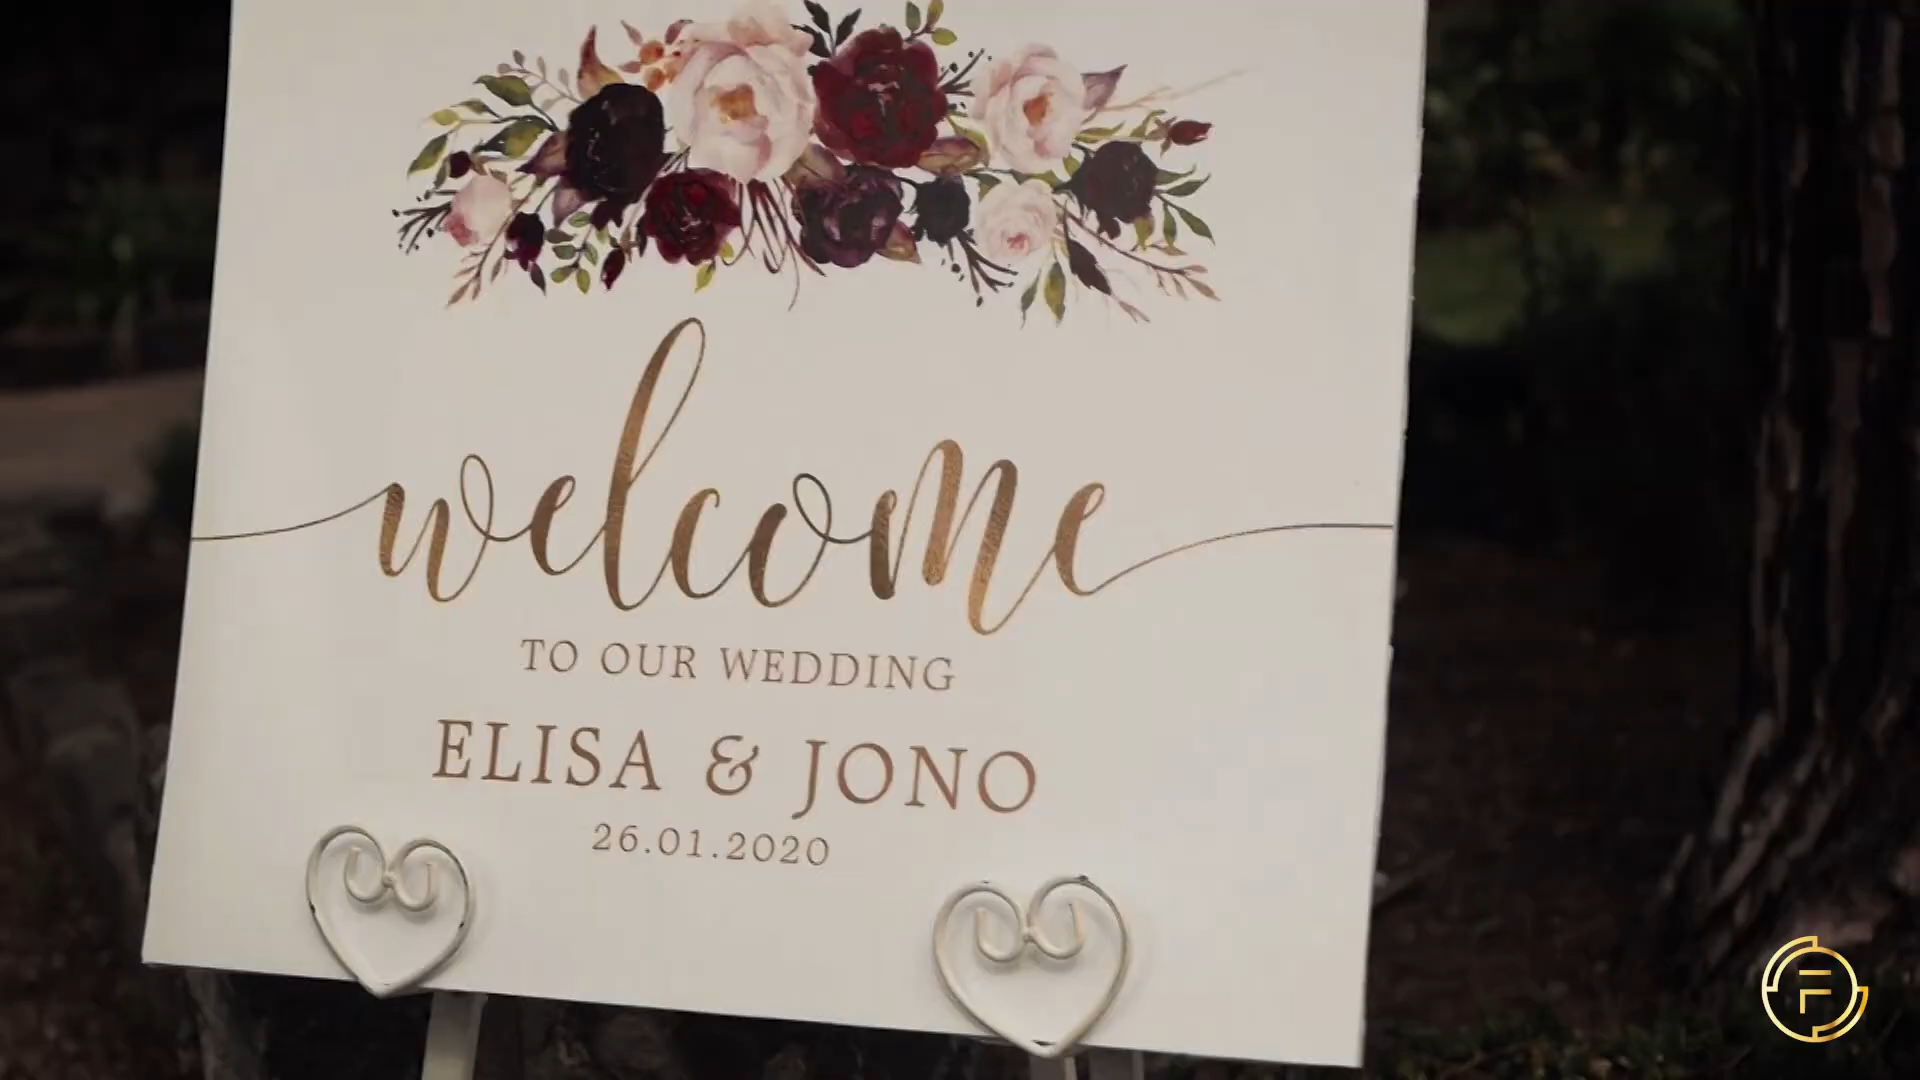 welcome
TO OUR WEDDING
ELISA & JONO
26.01.2020
F